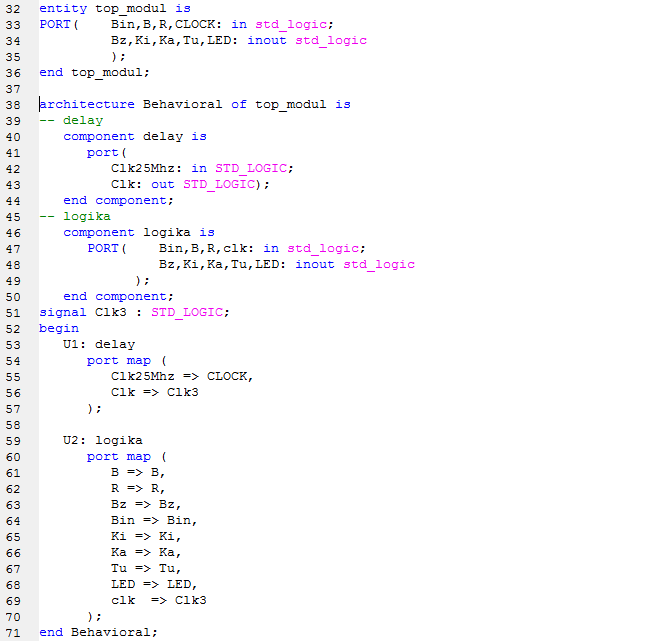 32 entity top_modul is
33 PORT( Bin,B,R,CLOCK: in std_logic;
34 Bz,Ki,Ka,Tu,LED: inout std_logic
35 );
36 end top_modul;
37
38 architecture Behavioral of top_modul is
39 -- delay
40 component delay is
41 port(
42 Clk25Mhz: in STD_LOGIC;
43 Clk: out STD_LOGIC);
44 end component;
45 -- logika
46 component logika is
47 PORT( Bin,B,R,clk: in std_logic;
48 Bz,Ki,Ka,Tu,LED: inout std_logic
49 );
50 end component;
51 signal Clk3 : STD_LOGIC;
52 begin
53 U1: delay
54 port map (
55 Clk25Mhz => CLOCK,
56 Clk => Clk3
57 );
58
59 U2: logika
60 port map (
61 B => B,
62 R => R,
63 Bz => Bz,
64 Bin => Bin,
65 Ki => Ki,
66 Ka => Ka,
67 Tu => Tu,
68 LED => LED,
69 clk => Clk3
70 );
71 end Behavioral;